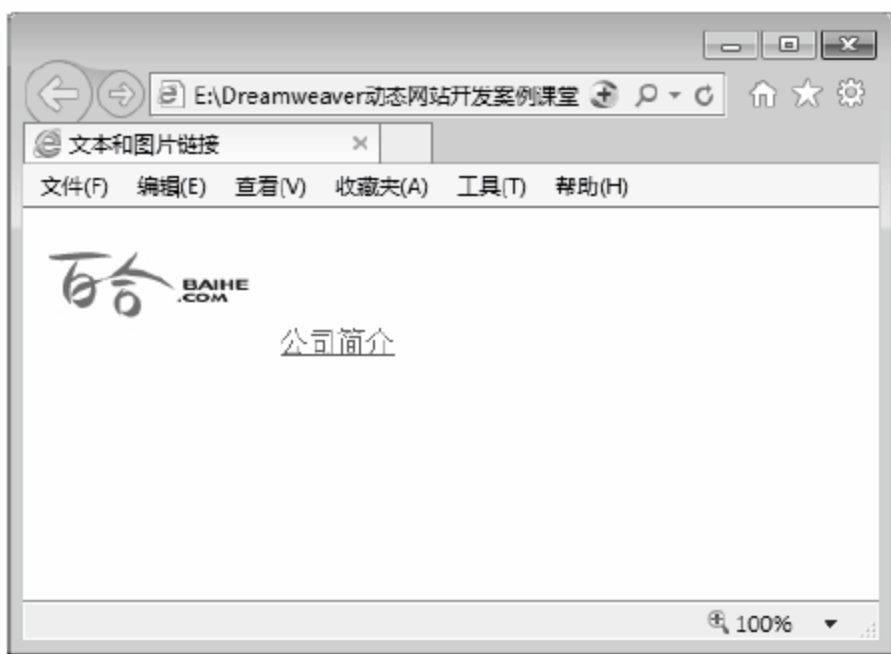 E:\Dreamweaver动态网站开发案例课堂
文本和图片链接
文件(F) 编辑(E) 查看(V) 收藏夹(A) 工具(T) 帮助(H)
百合 BAIHE
.COM
公司简介
100%